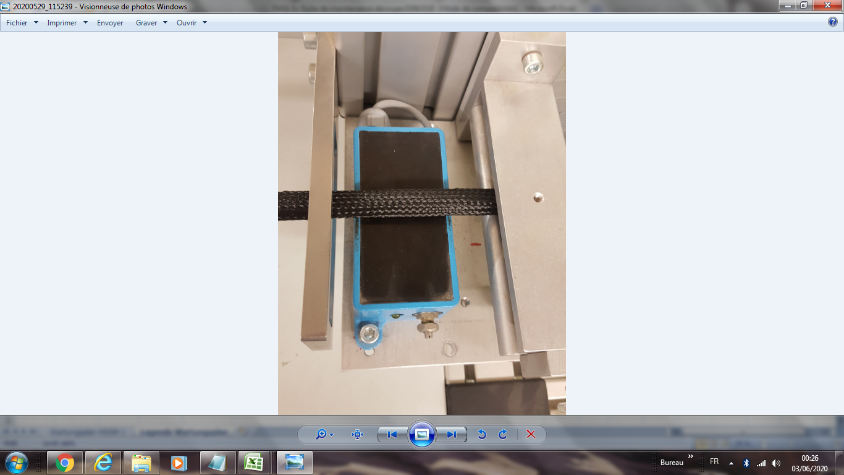 20200529_115239 - Visionneuse de photos Windows
Fichier Imprimer Envoyer Graver Ouvrir
Bureau » FR 00:26
03/06/2020